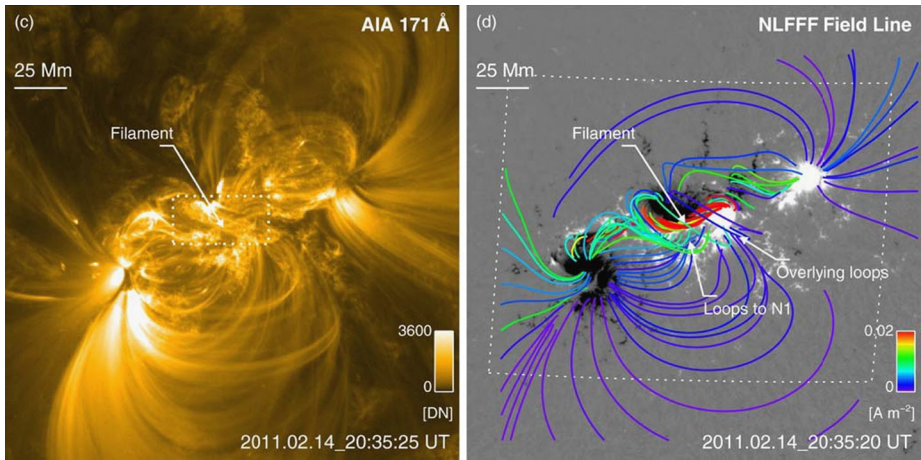 (c)
AIA 171 Å
25 Mm
Filament
3600
0
[DN]
2011.02.14_20:35:25 UT
(d)
NLFFF Field Line
25 Mm
Filament
Overlying loops
Loops to N1
0.02
0
[A m⁻²]
2011.02.14_20:35:20 UT